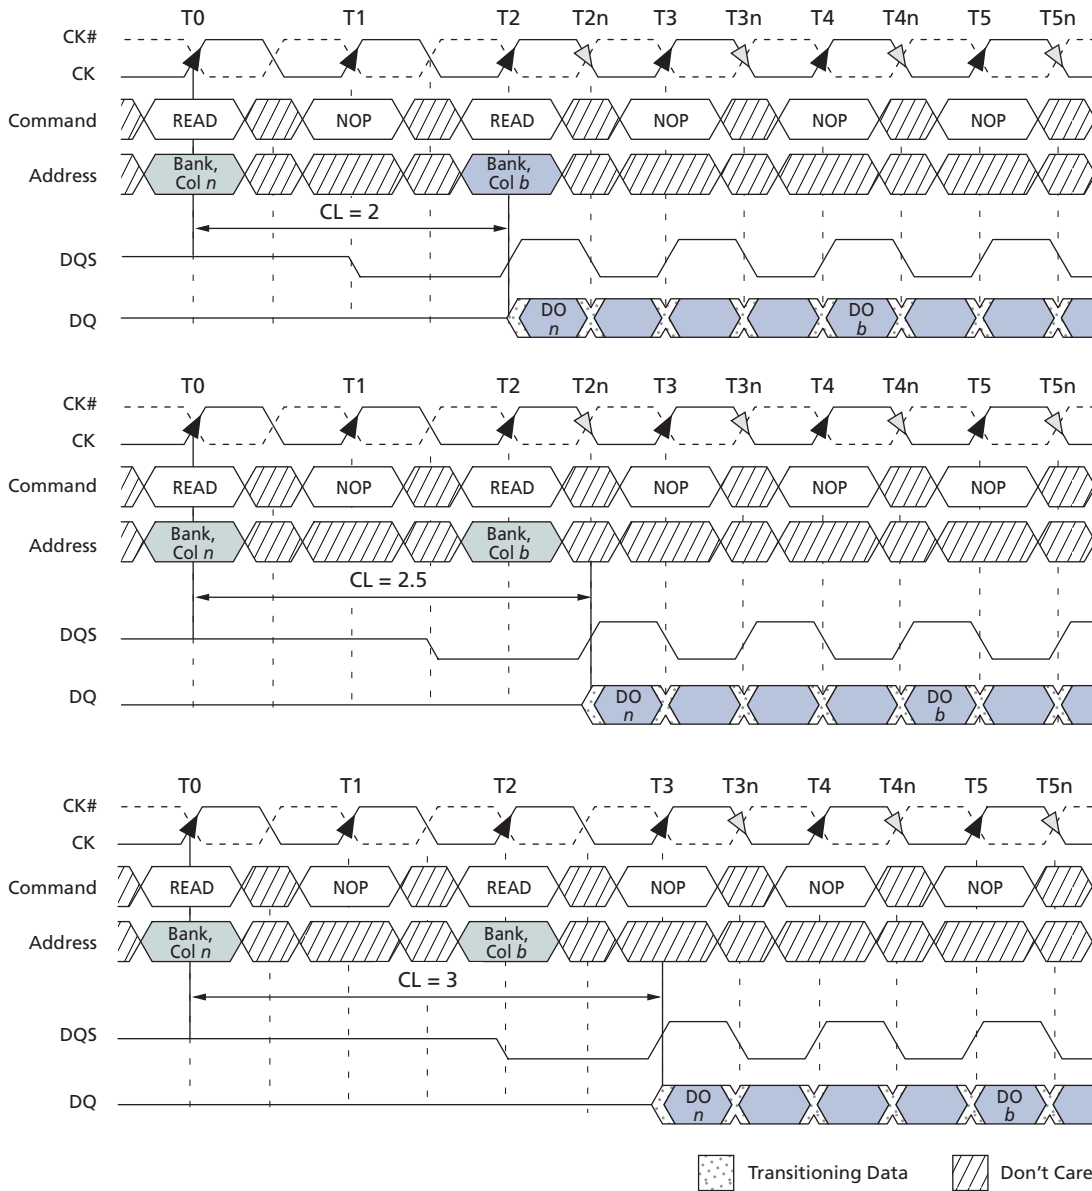 T0 T1 T2 T2n T3 T3n T4 T4n T5 T5n
CK#
CK
Command READ NOP READ NOP NOP NOP
Address Bank, Col n Bank, Col b
CL = 2
DQS
DQ DO n DO b
T0 T1 T2 T2n T3 T3n T4 T4n T5 T5n
CK#
CK
Command READ NOP READ NOP NOP NOP
Address Bank, Col n Bank, Col b
CL = 2.5
DQS
DQ DO n DO b
T0 T1 T2 T3 T3n T4 T4n T5 T5n
CK#
CK
Command READ NOP READ NOP NOP NOP
Address Bank, Col n Bank, Col b
CL = 3
DQS
DQ DO n DO b
Transitioning Data Don't Care